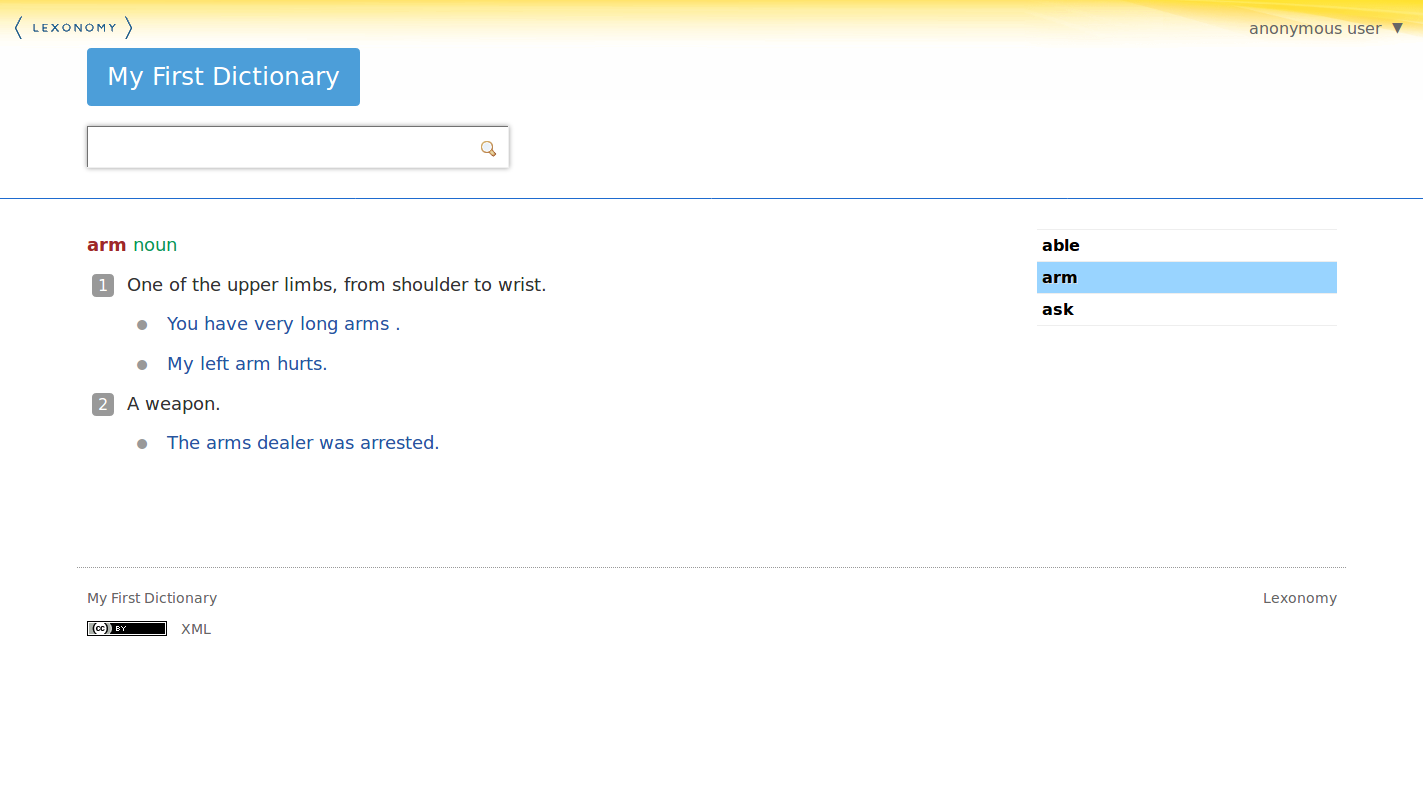 LEXONOMY
anonymous user ▼
My First Dictionary
arm noun
1 One of the upper limbs, from shoulder to wrist.
You have very long arms .
My left arm hurts.
2 A weapon.
The arms dealer was arrested.
able
arm
ask
My First Dictionary
Lexonomy
cc BY
XML